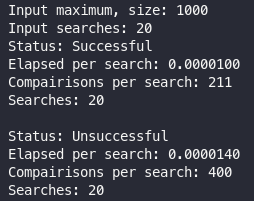 Input maximum, size: 1000
Input searches: 20
Status: Successful
Elapsed per search: 0.0000100
Compairisons per search: 211
Searches: 20

Status: Unsuccessful
Elapsed per search: 0.0000140
Compairisons per search: 400
Searches: 20